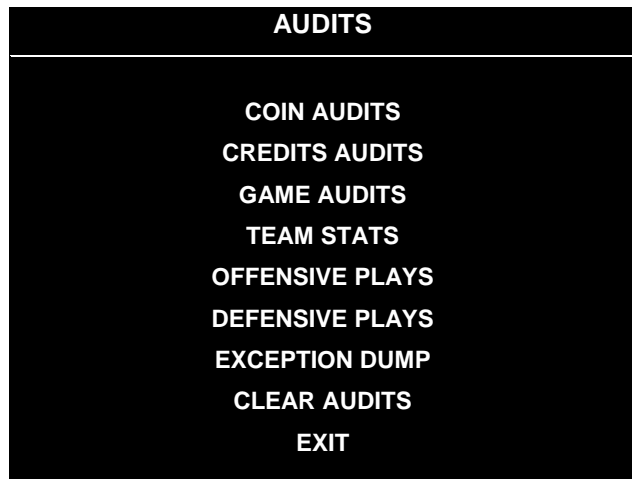 AUDITS
COIN AUDITS
CREDITS AUDITS
GAME AUDITS
TEAM STATS
OFFENSIVE PLAYS
DEFENSIVE PLAYS
EXCEPTION DUMP
CLEAR AUDITS
EXIT